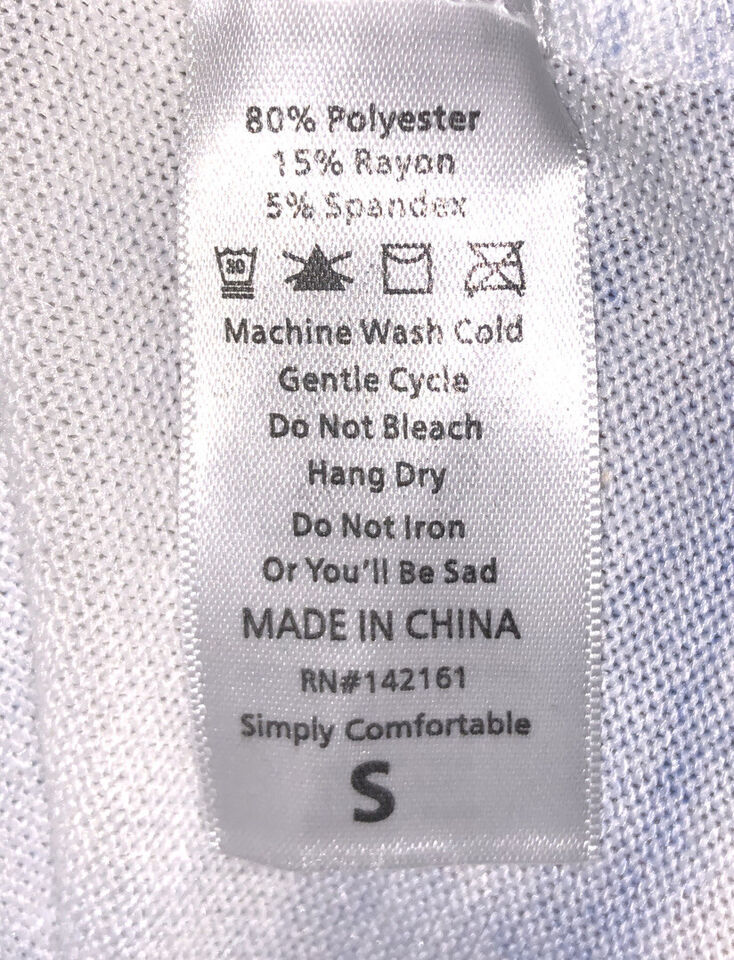 80% Polyester
15% Rayon
5% Spandex
30
Machine Wash Cold
Gentle Cycle
Do Not Bleach
Hang Dry
Do Not Iron
Or You'll Be Sad
MADE IN CHINA
RN#142161
Simply Comfortable
S